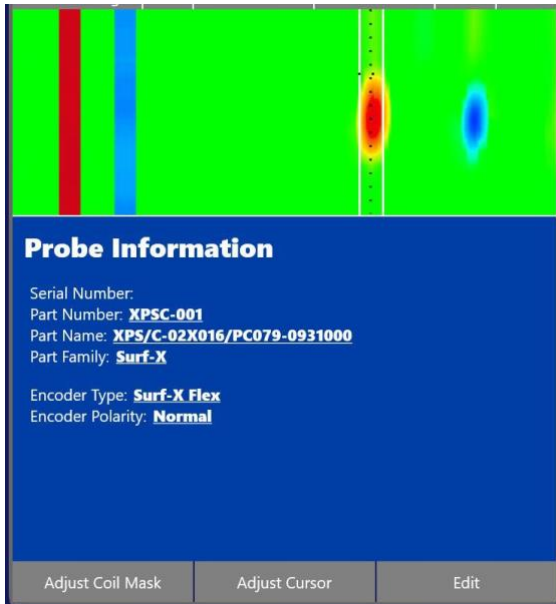 Probe Information
Serial Number:
Part Number: XPSC-001
Part Name: XPS/C-02X016/PC079-0931000
Part Family: Surf-X
Encoder Type: Surf-X Flex
Encoder Polarity: Normal
Adjust Coil Mask
Adjust Cursor
Edit